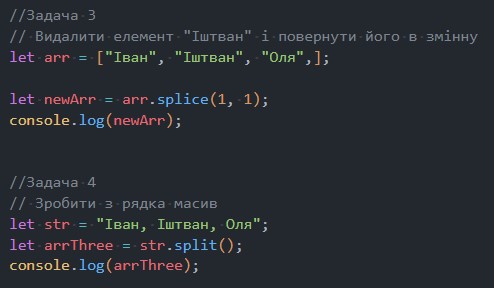 //Задача 3
// Видалити елемент "Іштван" і повернути його в змінну
let arr = ["Іван", "Іштван", "Оля",];
let newArr = arr.splice(1, 1);
console.log(newArr);
//Задача 4
// Зробити з рядка масив
let str = "Іван, Іштван, Оля";
let arrThree = str.split();
console.log(arrThree);